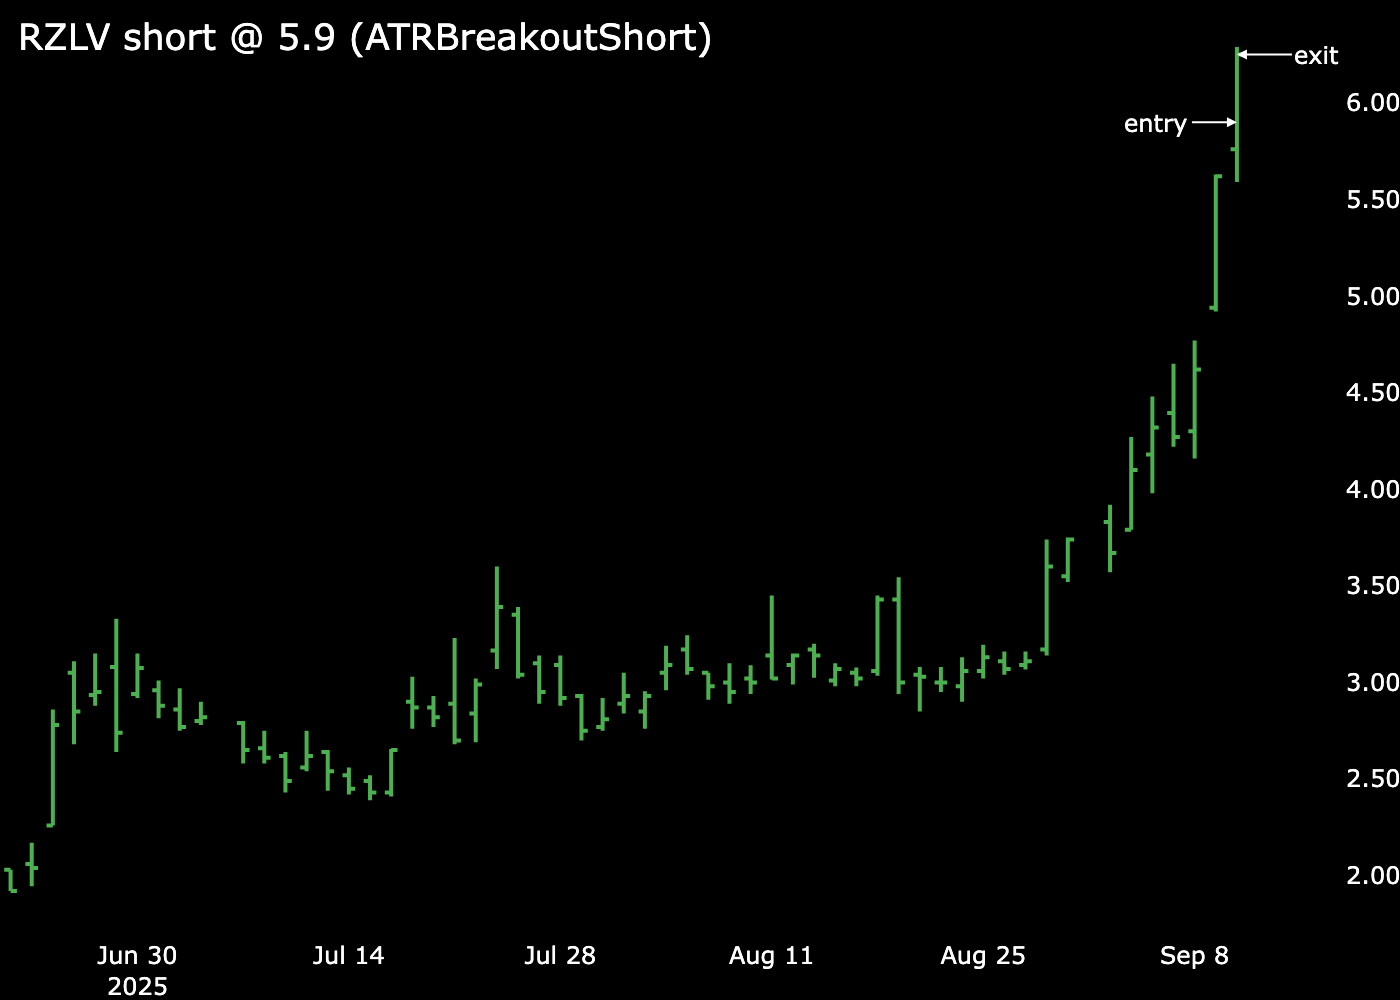 RZLV short @ 5.9 (ATRBreakoutShort)
exit
6.00
entry
5.50
5.00
4.50
4.00
3.50
3.00
2.50
2.00
Jun 30
2025
Jul 14
Jul 28
Aug 11
Aug 25
Sep 8